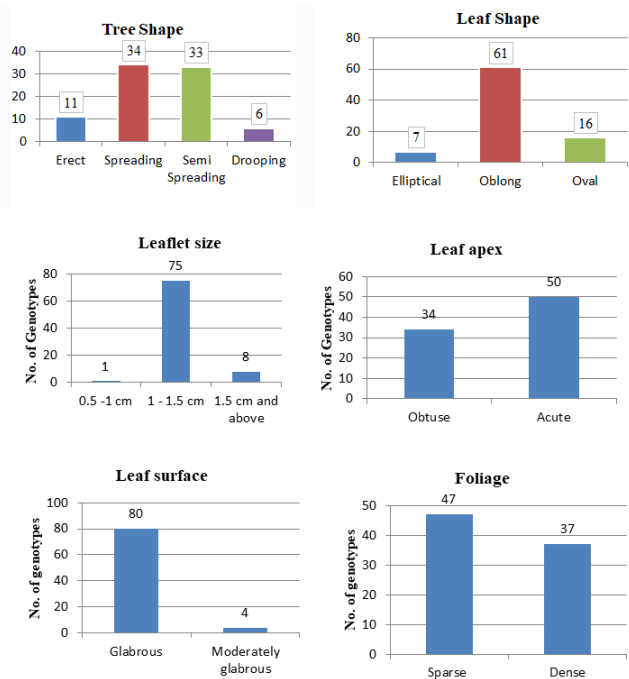 Tree Shape
40
30
20
10
0
11
34
33
6
Erect
Spreading
Semi
Spreading
Drooping
Leaf Shape
80
60
40
20
0
7
61
16
Elliptical
Oblong
Oval
Leaflet size
No. of Genotypes
80
60
40
20
0
1
75
8
0.5 -1 cm
1 - 1.5 cm
1.5 cm and
above
Leaf apex
No. of Genotypes
60
50
40
30
20
10
0
34
50
Obtuse
Acute
Leaf surface
No. of genotypes
100
80
60
40
20
0
80
4
Glabrous
Moderately
glabrous
Foliage
No. of genotypes
50
40
30
20
10
0
47
37
Sparse
Dense